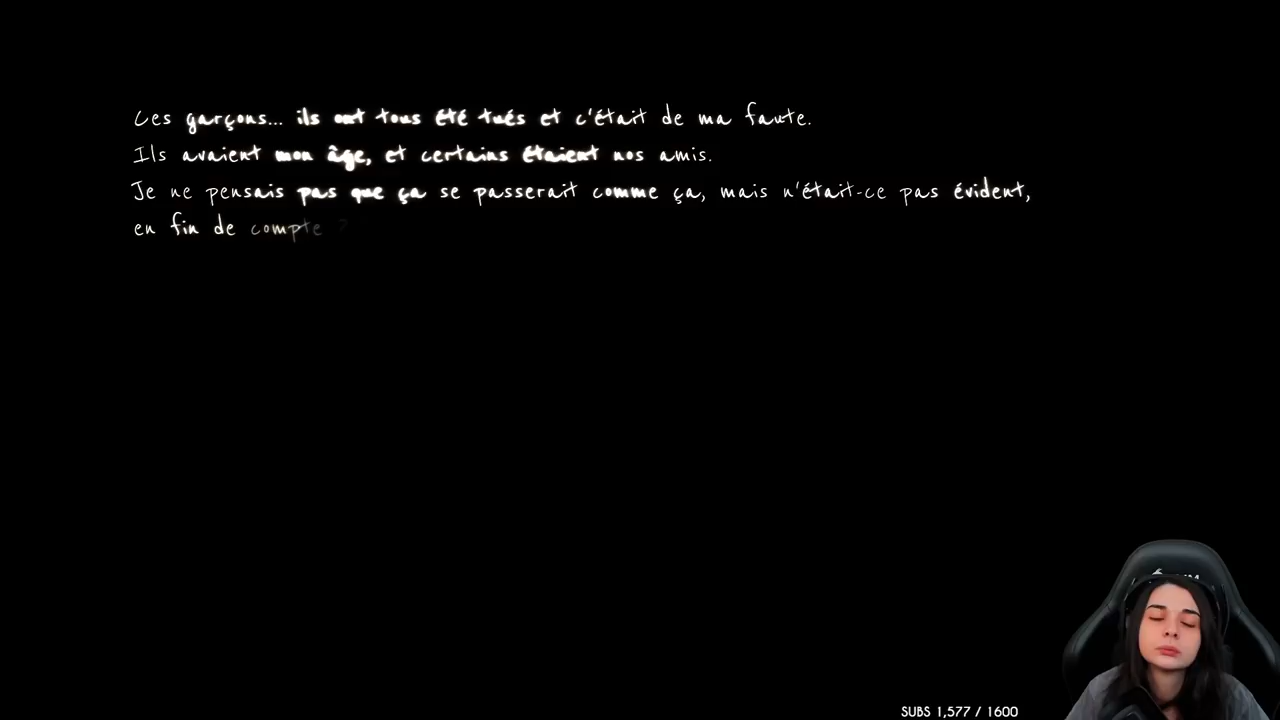 Ces garçons... ils ont tous été tués et c'était de ma faute.
Ils avaient mon âge, et certains étaient nos amis.
Je ne pensais pas que ça se passerait comme ça, mais n'était-ce pas évident,
en fin de compte ?
SUBS 1,577 / 1600